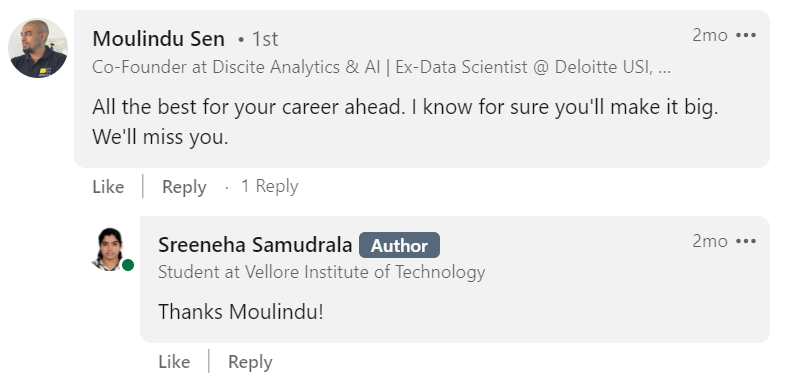 Moulindu Sen • 1st 2mo •••
Co-Founder at Discite Analytics & AI | Ex-Data Scientist @ Deloitte USI, ...
All the best for your career ahead. I know for sure you'll make it big.
We'll miss you.
Like Reply · 1 Reply
Sreeneha Samudrala Author 2mo •••
Student at Vellore Institute of Technology
Thanks Moulindu!
Like Reply